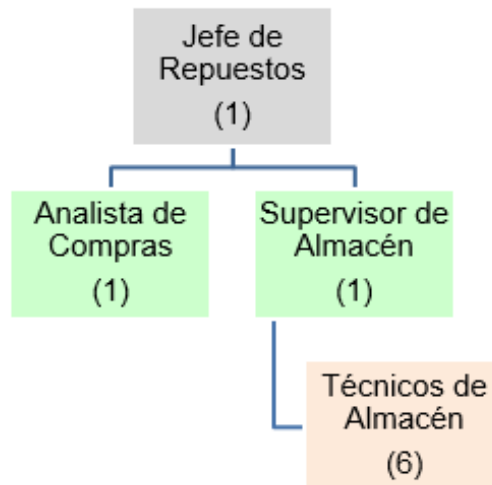 Jefe de
Repuestos
(1)
Analista de
Compras
(1)
Supervisor de
Almacén
(1)
Técnicos de
Almacén
(6)